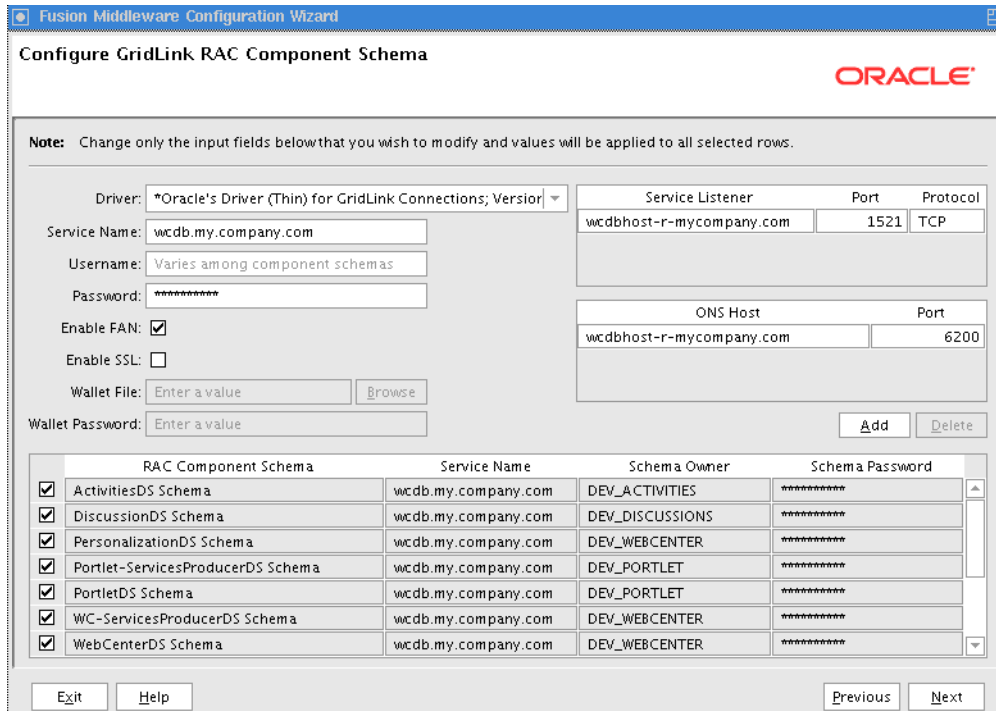 Fusion Middleware Configuration Wizard
Configure GridLink RAC Component Schema
ORACLE
Note: Change only the input fields below that you wish to modify and values will be applied to all selected rows.
Driver: *Oracle's Driver (Thin) for GridLink Connections; Version
Service Name: wcdb.my.company.com
Username: Varies among component schemas
Password: **********
Enable FAN:
Enable SSL:
Wallet File: Enter a value Browse
Wallet Password: Enter a value
Service Listener Port Protocol
wcdbhost-r-mycompany.com 1521 TCP
ONS Host Port
wcdbhost-r-mycompany.com 6200
Add Delete
RAC Component Schema Service Name Schema Owner Schema Password
ActivitiesDS Schema wcdb.my.company.com DEV_ACTIVITIES **********
DiscussionDS Schema wcdb.my.company.com DEV_DISCUSSIONS **********
PersonalizationDS Schema wcdb.my.company.com DEV_WEBCENTER **********
Portlet-ServicesProducerDS Schema wcdb.my.company.com DEV_PORTLET **********
PortletDS Schema wcdb.my.company.com DEV_PORTLET **********
WC-ServicesProducerDS Schema wcdb.my.company.com DEV_WEBCENTER **********
WebCenterDS Schema wcdb.my.company.com DEV_WEBCENTER **********
Exit Help Previous Next